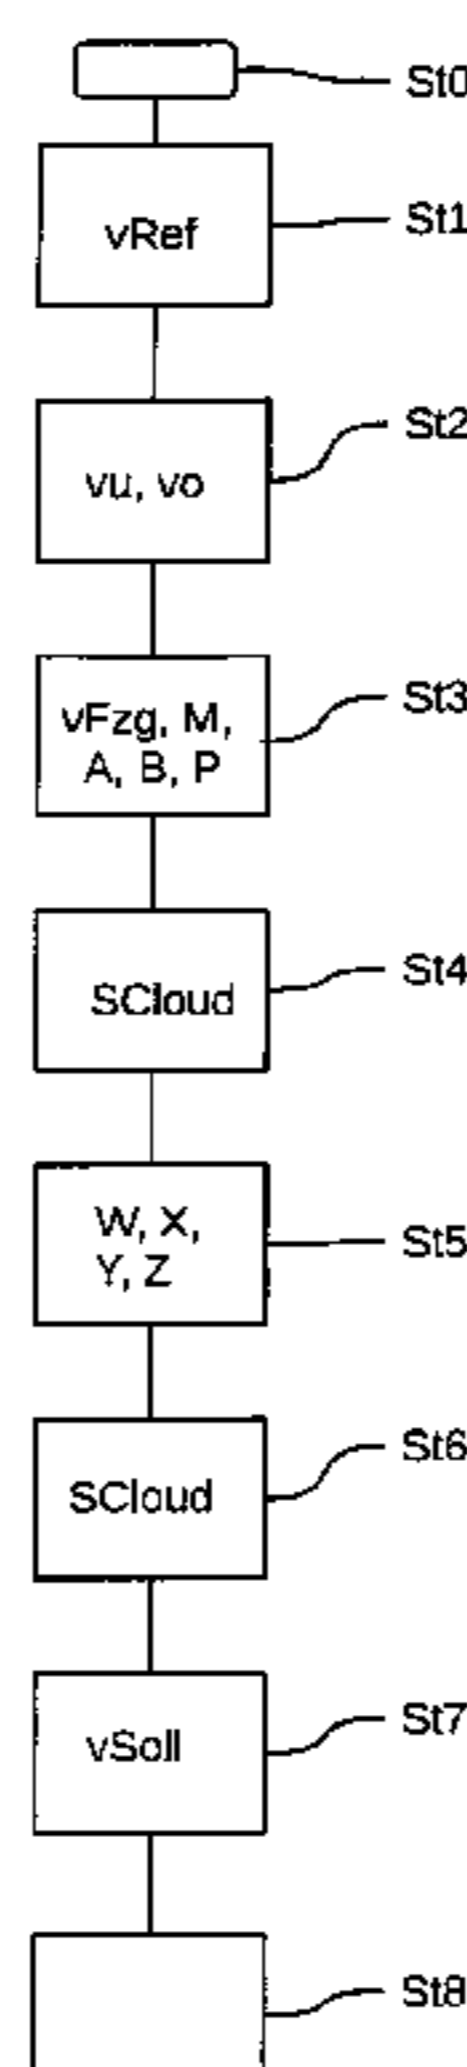 St0
vRef
St1
vu, vo
St2
vFzg, M,
A, B, P
St3
SCloud
St4
W, X,
Y, Z
St5
SCloud
St6
vSoll
St7
St8